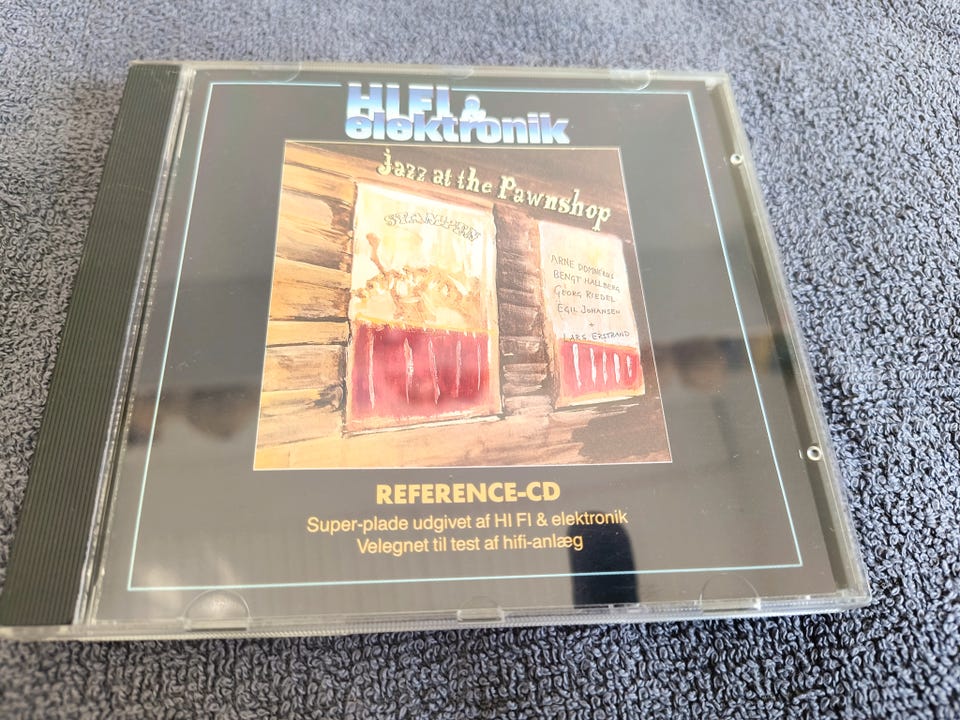 HI FI &
elektronik
jazz at the Pawnshop
STAMPEN
ARNE DOMNÉRUS
BENGT HALLBERG
GEORG RIEDEL
EGIL JOHANSEN
+
LARS ERSTRAND
REFERENCE-CD
Super-plade udgivet af HI FI & elektronik
Velegnet til test af hifi-anlæg